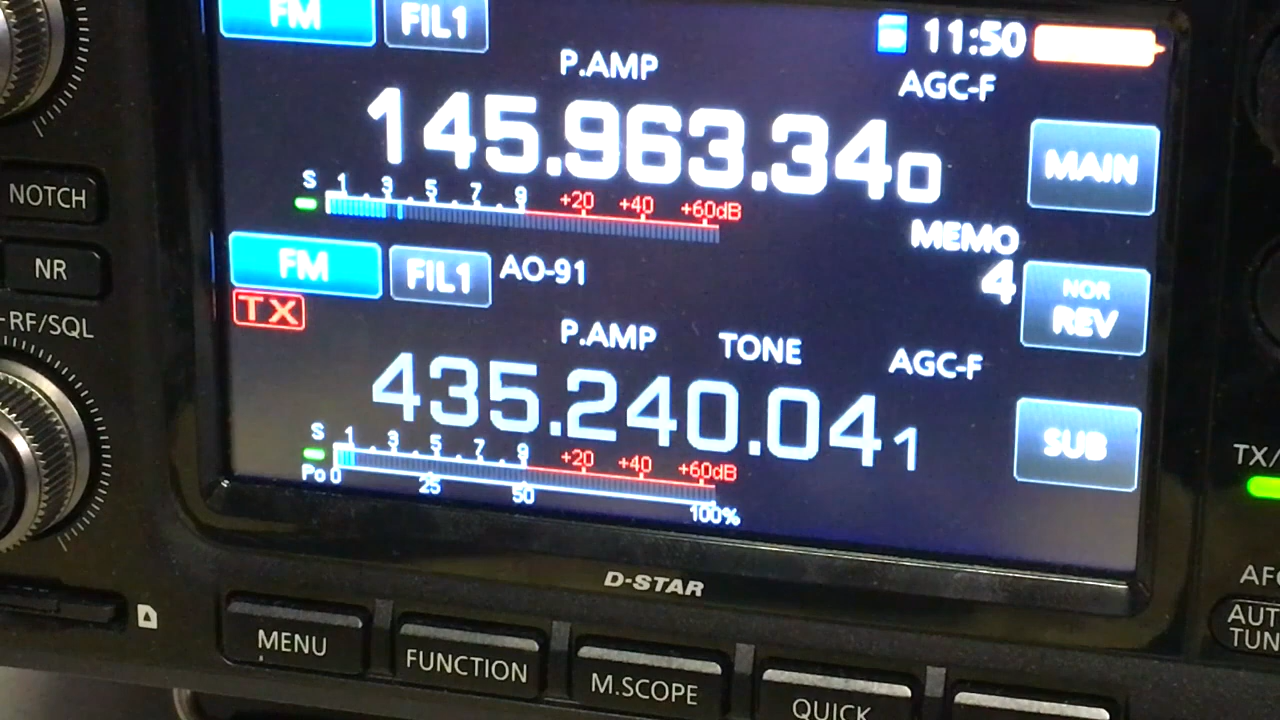 FM FIL1 11:50
P.AMP AGC-F
145.963.340
MAIN
S 1 . 3 . 5 . 7 . 9 +20 +40 +60dB
NOTCH
MEMO
4
FM FIL1 AO-91
NOR
REV
NR
TX
-RF/SQL
P.AMP TONE AGC-F
435.240.041
SUB
S 1 . 3 . 5 . 7 . 9 +20 +40 +60dB
Po 0 25 50 100%
TX/
D-STAR
MENU
FUNCTION
M.SCOPE
QUICK